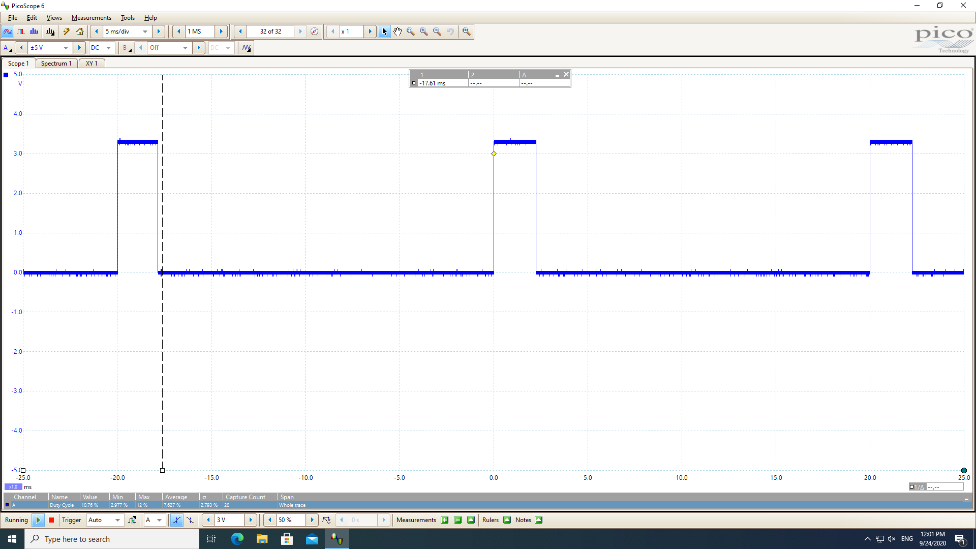 PicoScope 6
File Edit Views Measurements Tools Help
5 ms/div 1 MS 32 of 32 x 1
pico
Technology
A ±5 V DC B Off DC
Scope 1 Spectrum 1 XY 1
1 2 Δ
-17.61 ms --.-- --.--
5.0
V
4.0
3.0
2.0
1.0
0.0
-1.0
-2.0
-3.0
-4.0
-5.0
-25.0 -20.0 -15.0 -10.0 -5.0 0.0 5.0 10.0 15.0 20.0 25.0
ms
Channel Name Value Min Max Average σ Capture Count Span
A Duty Cycle 10.76 % 2.977 % 12 % 7.627 % 2.793 % 20 Whole trace
Running Trigger Auto A 3 V 50 % 0 s Measurements Rulers Notes
Type here to search
ENG
12:01 PM
9/24/2020